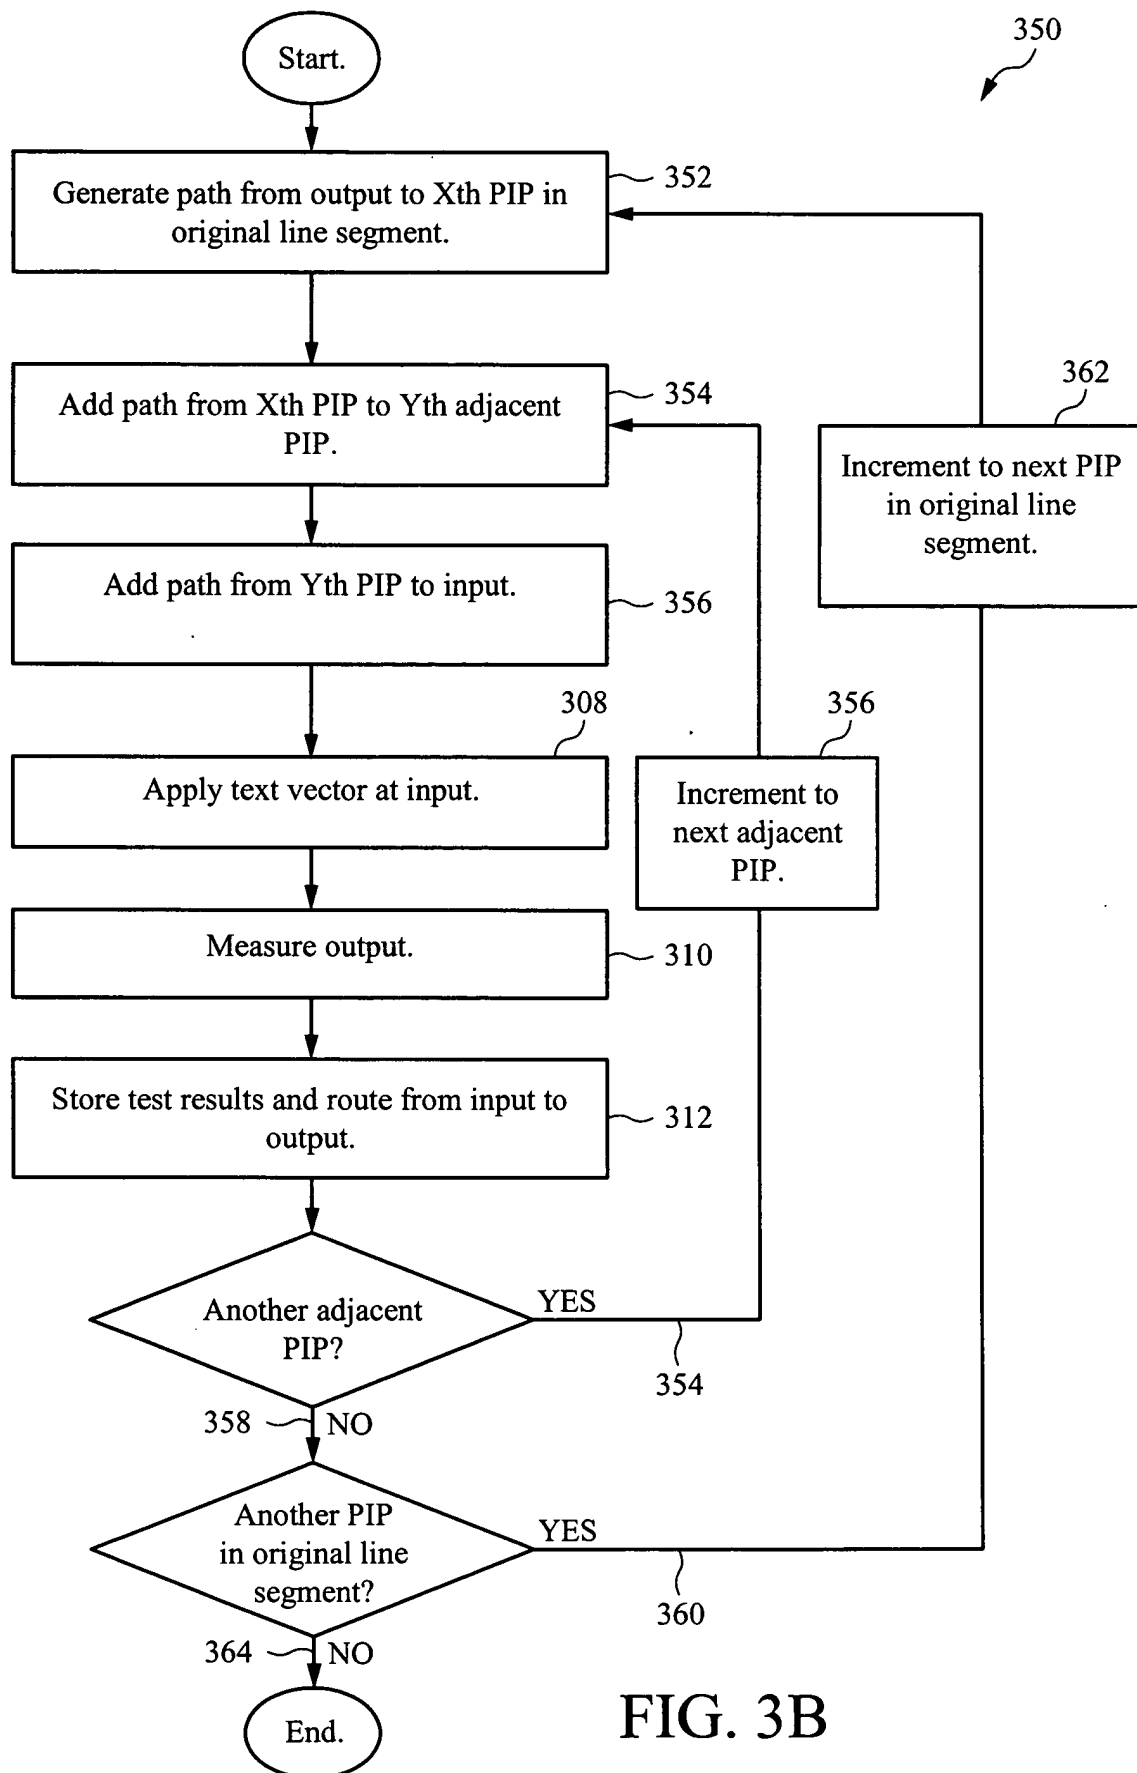 Start.
350
Generate path from output to Xth PIP in
original line segment.
352
Add path from Xth PIP to Yth adjacent
PIP.
354
362
Increment to next PIP
in original line
segment.
Add path from Yth PIP to input.
356
308
Apply text vector at input.
356
Increment to
next adjacent
PIP.
Measure output.
310
Store test results and route from input to
output.
312
Another adjacent
PIP?
YES
354
358
NO
Another PIP
in original line
segment?
YES
360
364
NO
End.
FIG. 3B